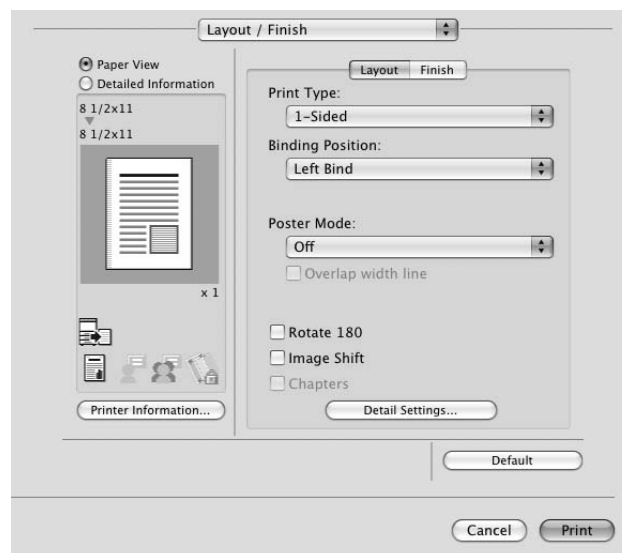 Layout / Finish
Paper View
Detailed Information
8 1/2x11
8 1/2x11
x 1
Printer Information...
Layout Finish
Print Type:
1-Sided
Binding Position:
Left Bind
Poster Mode:
Off
Overlap width line
Rotate 180
Image Shift
Chapters
Detail Settings...
Default
Cancel Print